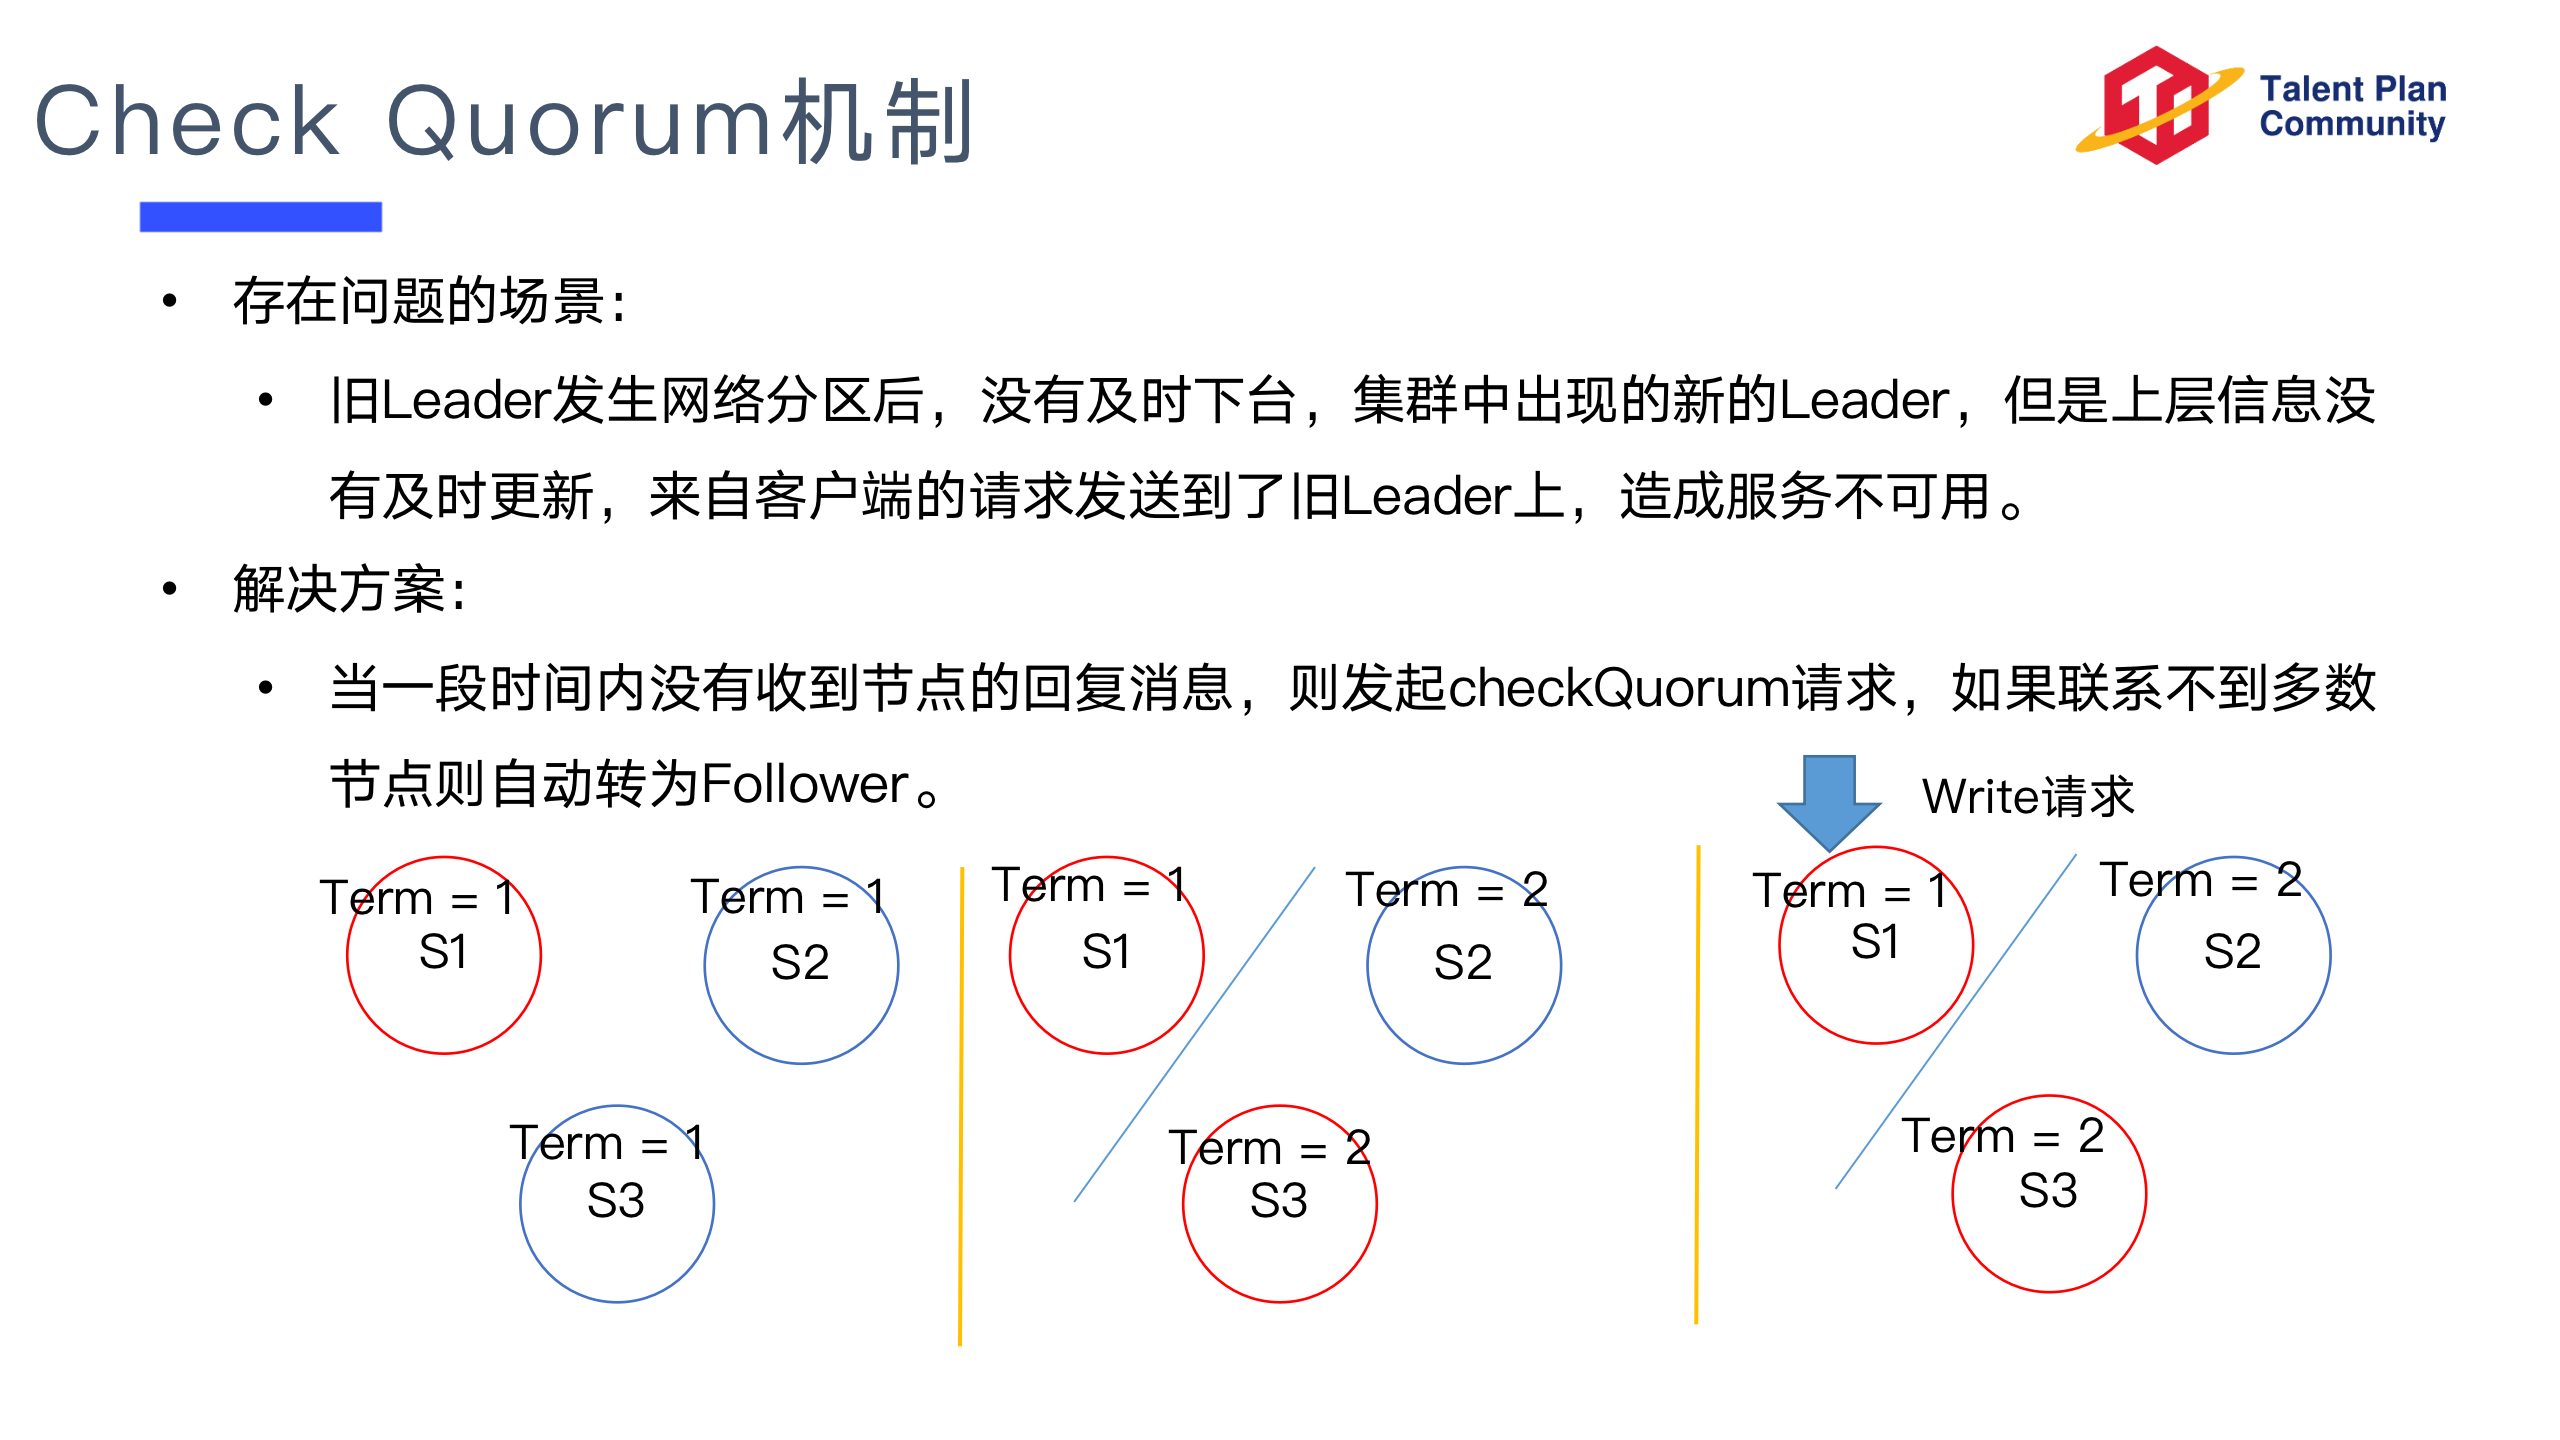 Check Quorum机制
Talent Plan
Community
• 存在问题的场景：
• 旧Leader发生网络分区后，没有及时下台，集群中出现的新的Leader，但是上层信息没
有及时更新，来自客户端的请求发送到了旧Leader上，造成服务不可用。
• 解决方案：
• 当一段时间内没有收到节点的回复消息，则发起checkQuorum请求，如果联系不到多数
节点则自动转为Follower。
Write请求
Term = 1
S1
Term = 1
S2
Term = 1
S3
Term = 1
S1
Term = 2
S2
Term = 2
S3
Term = 1
S1
Term = 2
S2
Term = 2
S3